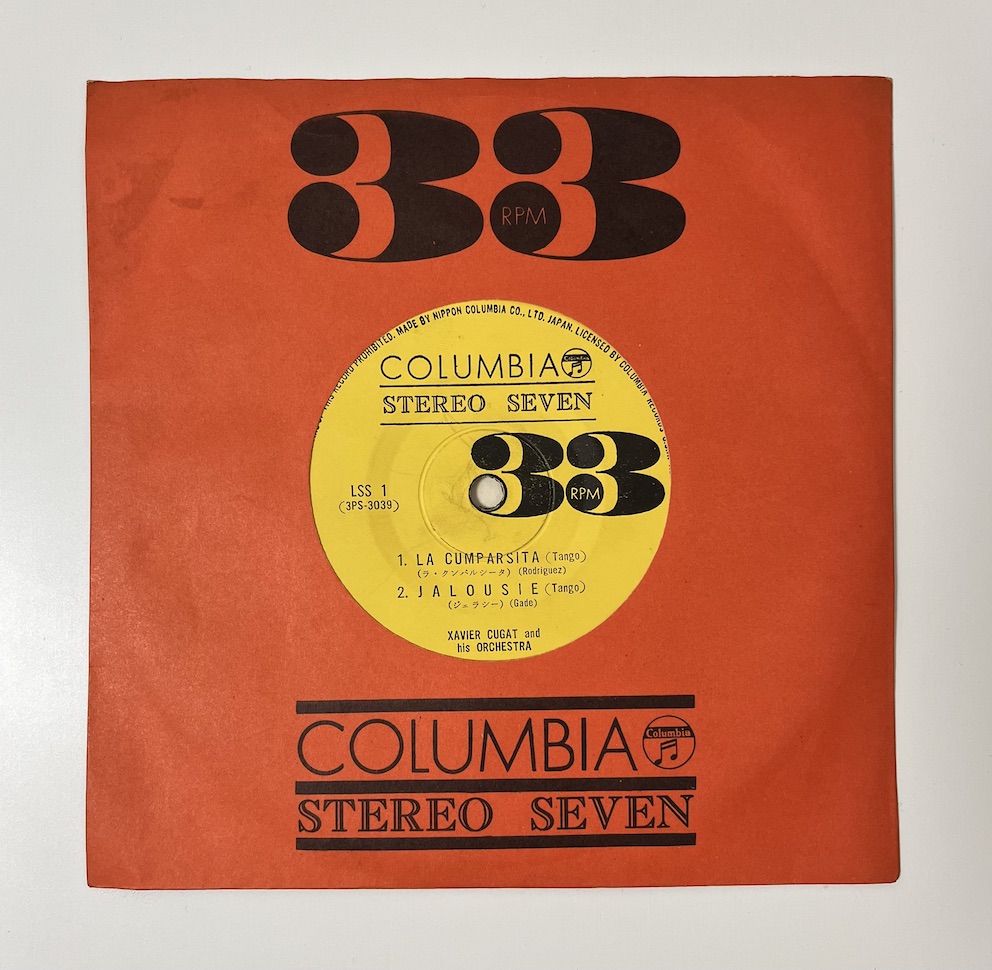 33
RPM
THIS RECORD PROHIBITED. MADE BY NIPPON COLUMBIA CO., LTD. JAPAN. LICENSED BY COLUMBIA RECORDS
COLUMBIA
Columbia
STEREO SEVEN
33
RPM
LSS 1
(3PS-3039)
1. LA CUMPARSITA (Tango)
(ラ・クンパルシータ) (Rodriguez)
2. JALOUSIE (Tango)
(ジェラシー) (Gade)
XAVIER CUGAT and
his ORCHESTRA
COLUMBIA
Columbia
STEREO SEVEN